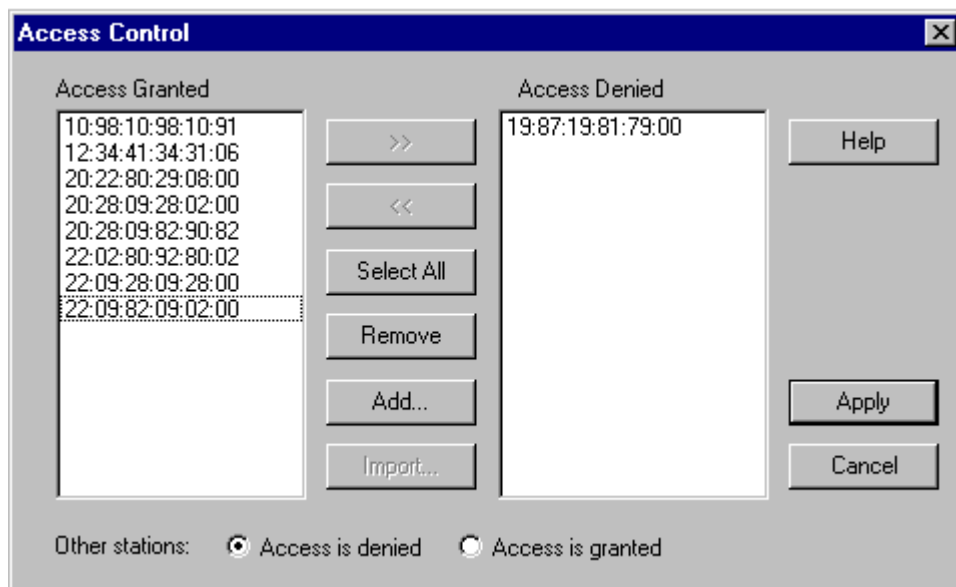 Access Control
Access Granted
Access Denied
10:98:10:98:10:91
12:34:41:34:31:06
20:22:80:29:08:00
20:28:09:28:02:00
20:28:09:82:90:82
22:02:80:92:80:02
22:09:28:09:28:00
22:09:82:09:02:00
>>
<<
Select All
Remove
Add...
Import...
19:87:19:81:79:00
Help
Apply
Cancel
Other stations: Access is denied Access is granted